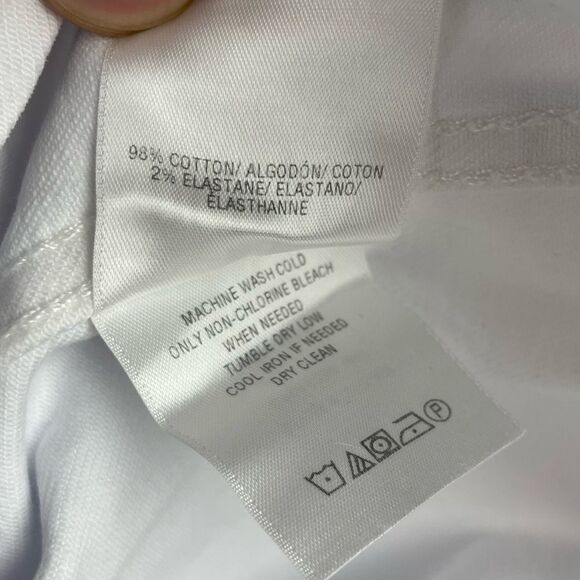 98% COTTON/ ALGODÓN/ COTON
2% ELASTANE/ ELASTANO/
ÉLASTHANNE
MACHINE WASH COLD
ONLY NON-CHLORINE BLEACH
WHEN NEEDED
TUMBLE DRY LOW
COOL IRON IF NEEDED
DRY CLEAN
P